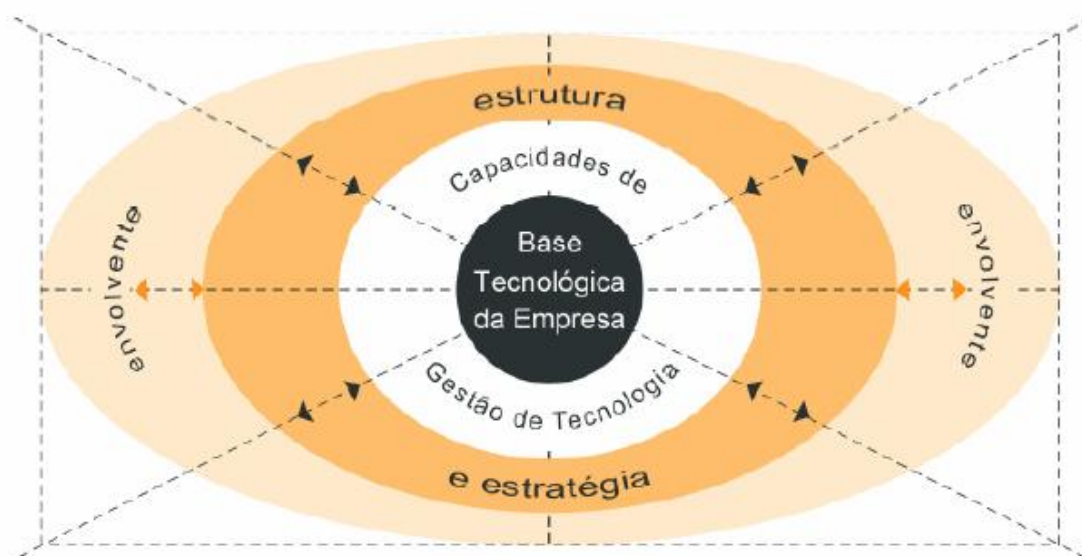 estrutura
Capacidades de
Base
Tecnológica
da Empresa
Gestão de Tecnologia
e estratégia
envolvente
envolvente